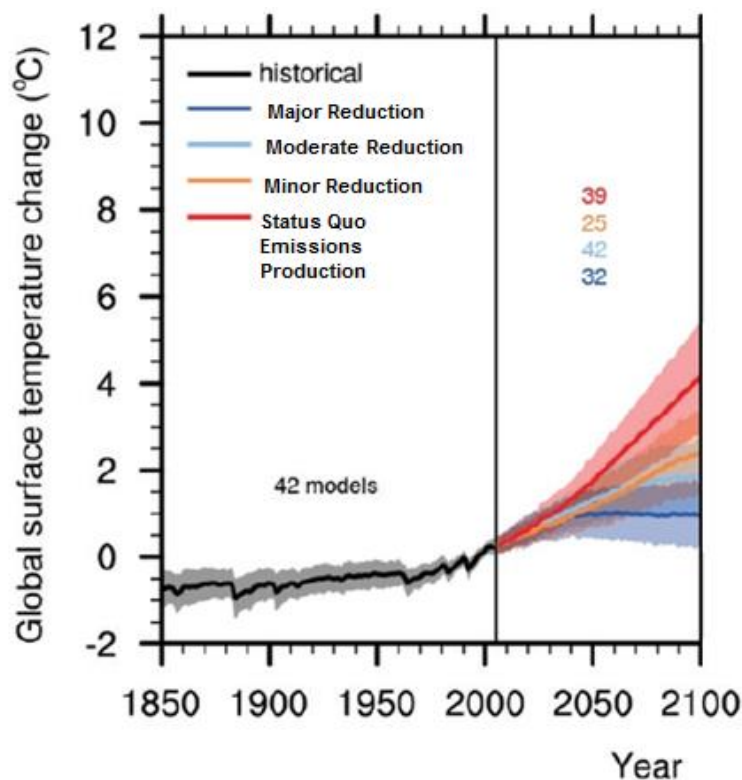 Global surface temperature change (°C)
12
10
8
6
4
2
0
-2
historical
Major Reduction
Moderate Reduction
Minor Reduction
Status Quo
Emissions
Production
39
25
42
32
42 models
1850 1900 1950 2000 2050 2100
Year